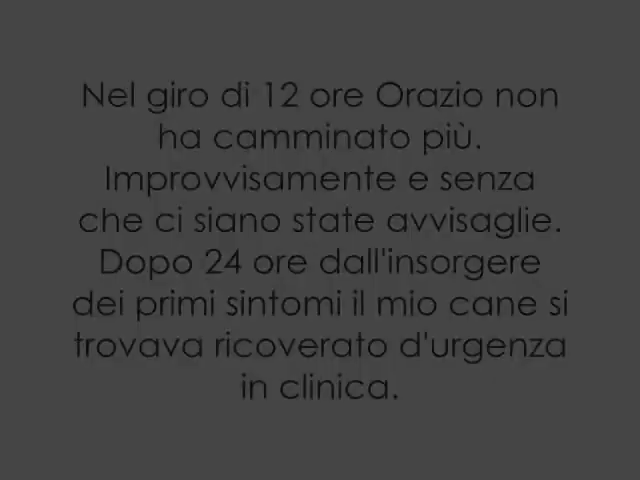 Nel giro di 12 ore Orazio non
ha camminato più.
Improvvisamente e senza
che ci siano state avvisaglie.
Dopo 24 ore dall'insorgere
dei primi sintomi il mio cane si
trovava ricoverato d'urgenza
in clinica.